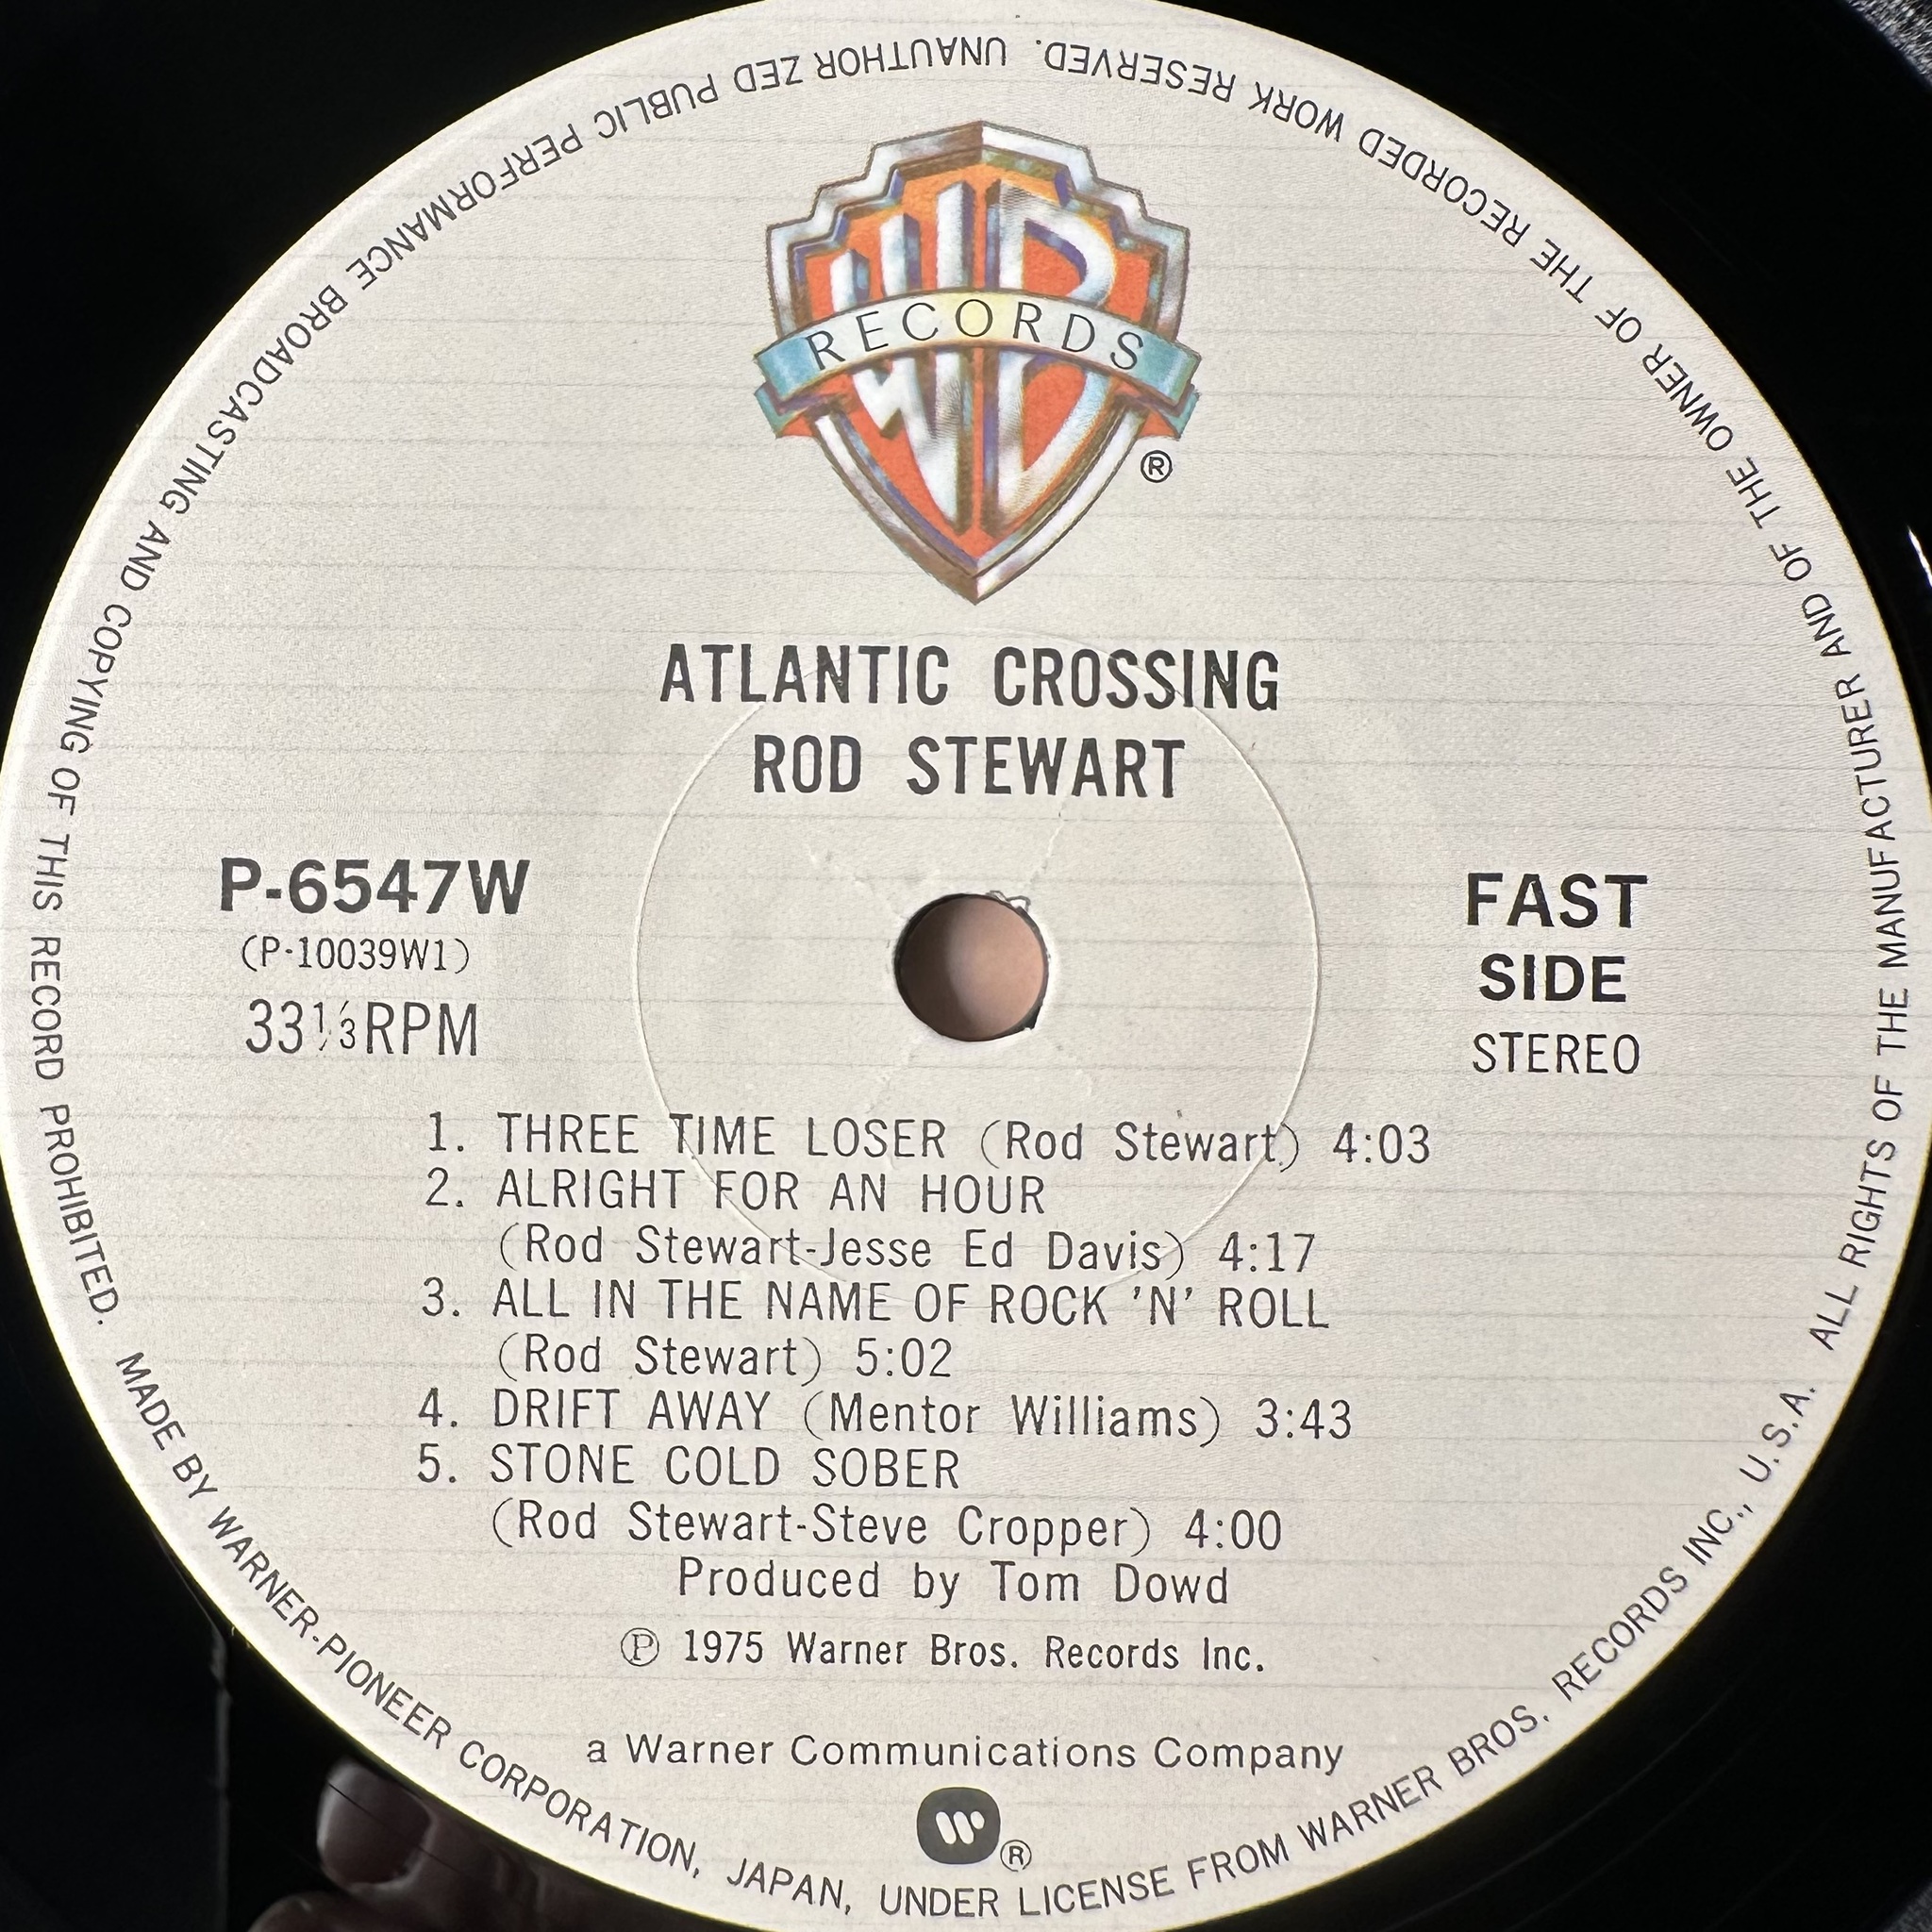 WB
RECORDS
®
ATLANTIC CROSSING
ROD STEWART
P-6547W
(P-10039W1)
33⅓RPM
FAST
SIDE
STEREO
1. THREE TIME LOSER (Rod Stewart) 4:03
2. ALRIGHT FOR AN HOUR
(Rod Stewart-Jesse Ed Davis) 4:17
3. ALL IN THE NAME OF ROCK 'N' ROLL
(Rod Stewart) 5:02
4. DRIFT AWAY (Mentor Williams) 3:43
5. STONE COLD SOBER
(Rod Stewart-Steve Cropper) 4:00
Produced by Tom Dowd
℗ 1975 Warner Bros. Records Inc.
a Warner Communications Company
W®
MADE BY WARNER-PIONEER CORPORATION, JAPAN, UNDER LICENSE FROM WARNER BROS. RECORDS INC., U.S.A. ALL RIGHTS OF THE MANUFACTURER AND OF THE OWNER OF THE RECORDED WORK RESERVED. UNAUTHOR ZED PUBLIC PERFORMANCE BROADCASTING AND COPYING OF THIS RECORD PROHIBITED.